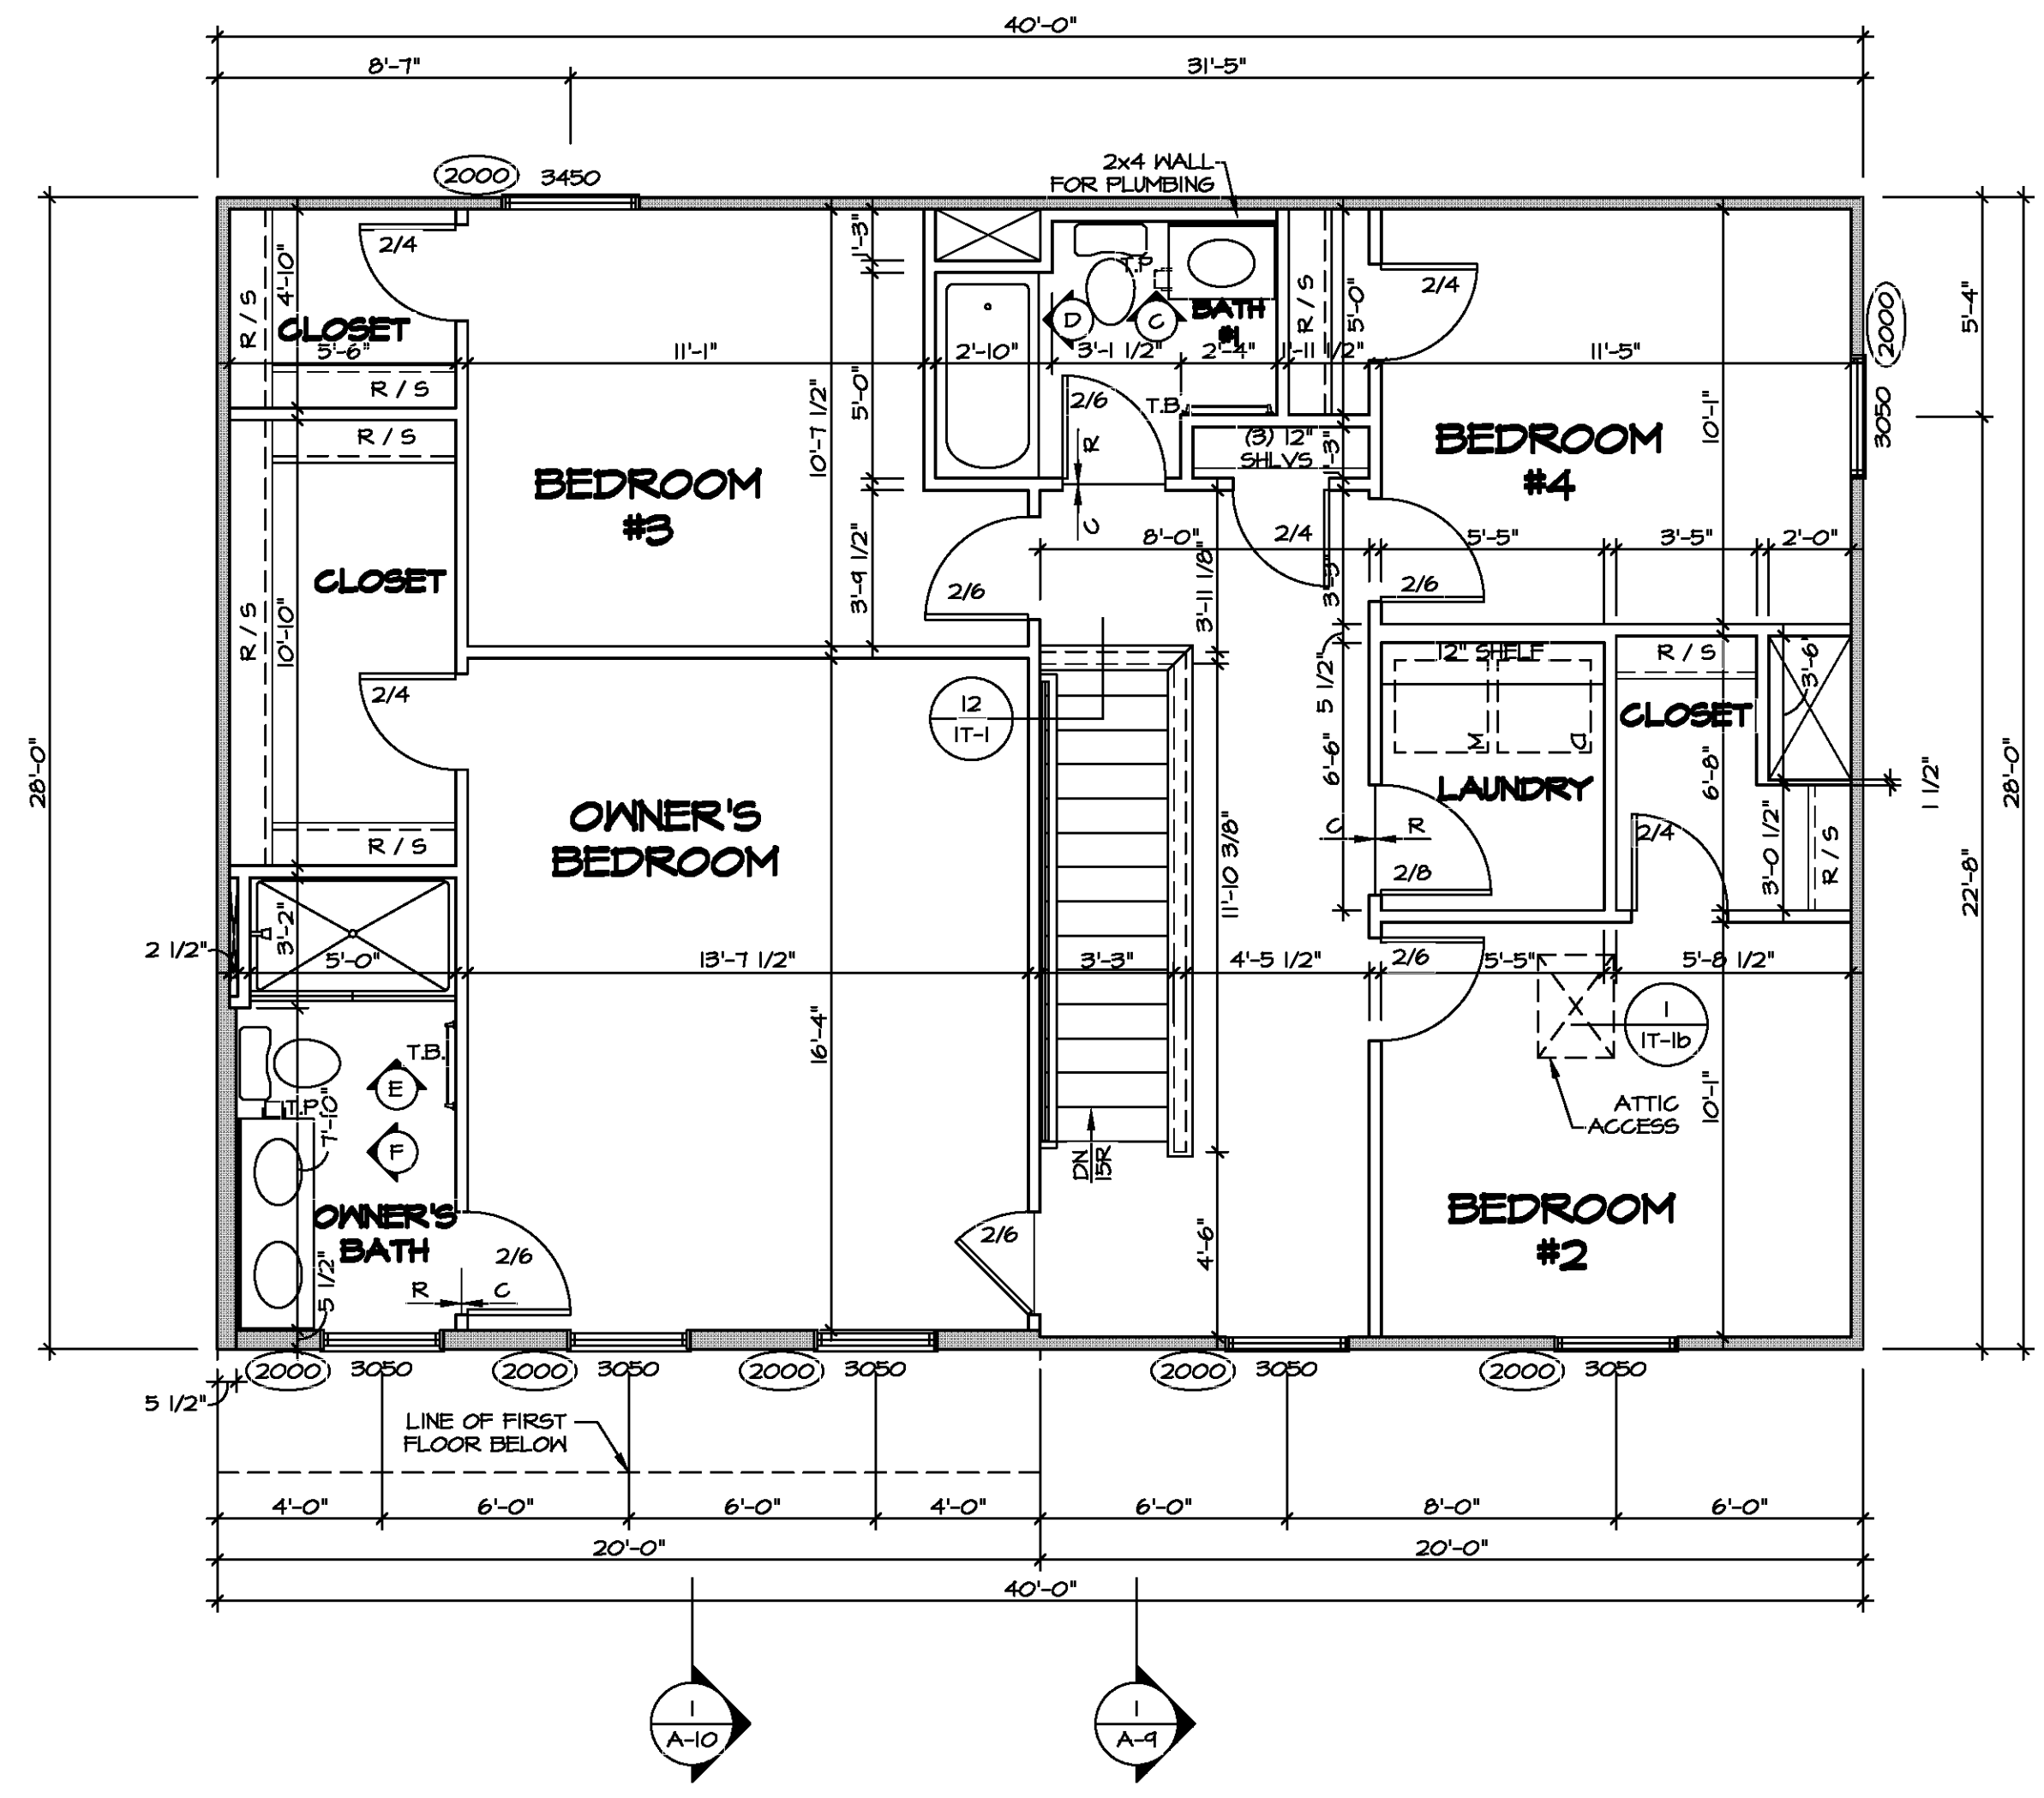 40'-0"
8'-7"
31'-5"
2x4 WALL
FOR PLUMBING
2000
3450
2/4
1'-3"
T.P.
2/4
4'-10"
R / S
CLOSET
R / S
5'-0"
D
C
BATH
#1
2000
5'-4"
5'-6"
11'-1"
2'-10"
3'-1 1/2"
2'-4"
1'-11 1/2"
11'-5"
R / S
10'-7 1/2"
5'-0"
2/6
T.B.
3050
10'-1"
R / S
R
(3) 12"
SHLVS
BEDROOM
#4
BEDROOM
#3
C
8'-0"
2/4
5'-5"
3'-5"
2'-0"
CLOSET
R / S
10'-10"
3'-9 1/2"
2/6
3'-11 1/8"
2/6
12" SHELF
R / S
3'-6"
2/4
5 1/2"
12
1T-1
CLOSET
D
28'-0"
6'-6"
6'-8"
28'-0"
1 1/2"
LAUNDRY
OWNER'S
BEDROOM
R / S
C
R
2/4
3'-0 1/2"
R / S
2/8
11'-10 3/8"
22'-8"
3'-2"
2 1/2"
5'-0"
13'-7 1/2"
3'-3"
4'-5 1/2"
2/6
5'-5"
5'-8 1/2"
16'-4"
1
1T-1b
T.B.
E
T.P.
7'-0"
F
ATTIC
ACCESS
10'-1"
DN
15R
OWNER'S
BATH
2/6
2/6
4'-6"
BEDROOM
#2
5 1/2"
R
C
2000
3050
2000
3050
2000
3050
2000
3050
2000
3050
5 1/2"
LINE OF FIRST
FLOOR BELOW
4'-0"
6'-0"
6'-0"
4'-0"
6'-0"
8'-0"
6'-0"
20'-0"
20'-0"
40'-0"
1
A-10
1
A-9